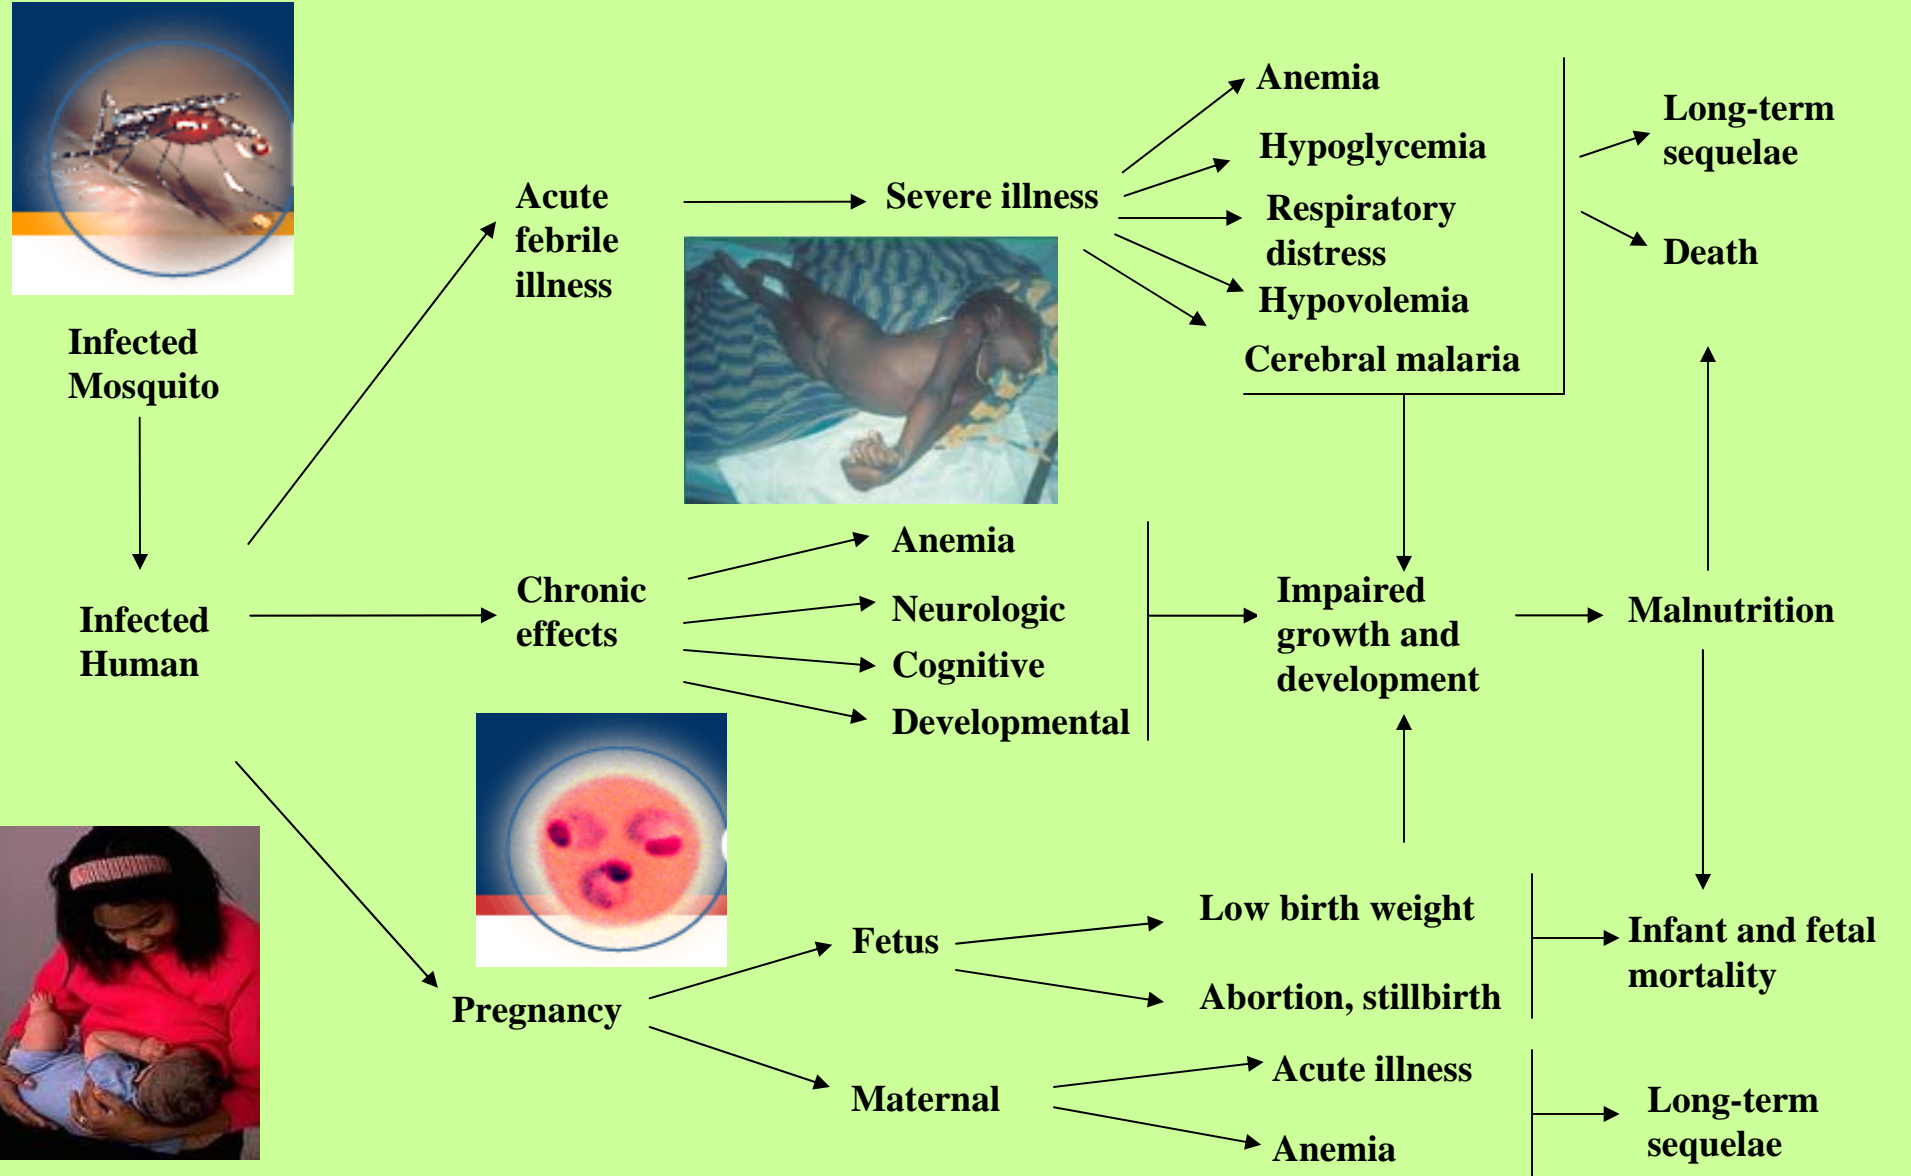 Infected
Mosquito
Infected
Human
Acute
febrile
illness
Severe illness
Anemia
Hypoglycemia
Respiratory
distress
Hypovolemia
Cerebral malaria
Long-term
sequelae
Death
Chronic
effects
Anemia
Neurologic
Cognitive
Developmental
Impaired
growth and
development
Malnutrition
Pregnancy
Fetus
Low birth weight
Abortion, stillbirth
Infant and fetal
mortality
Maternal
Acute illness
Anemia
Long-term
sequelae